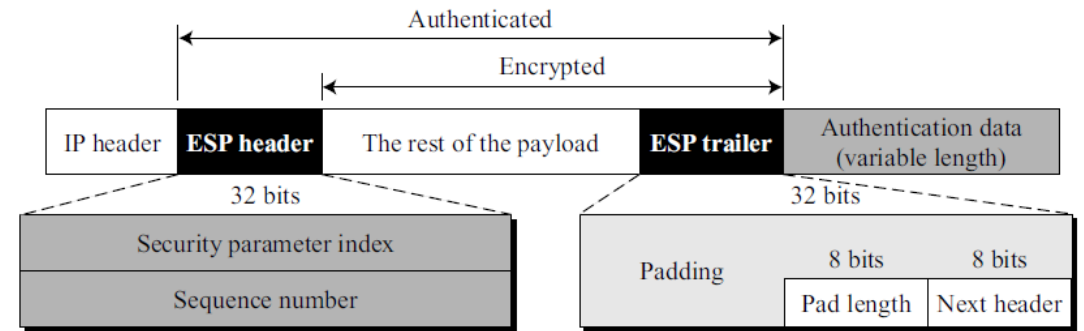 Authenticated
Encrypted
IP header
ESP header
The rest of the payload
ESP trailer
Authentication data
(variable length)
32 bits
32 bits
Security parameter index
Sequence number
Padding
8 bits
8 bits
Pad length
Next header